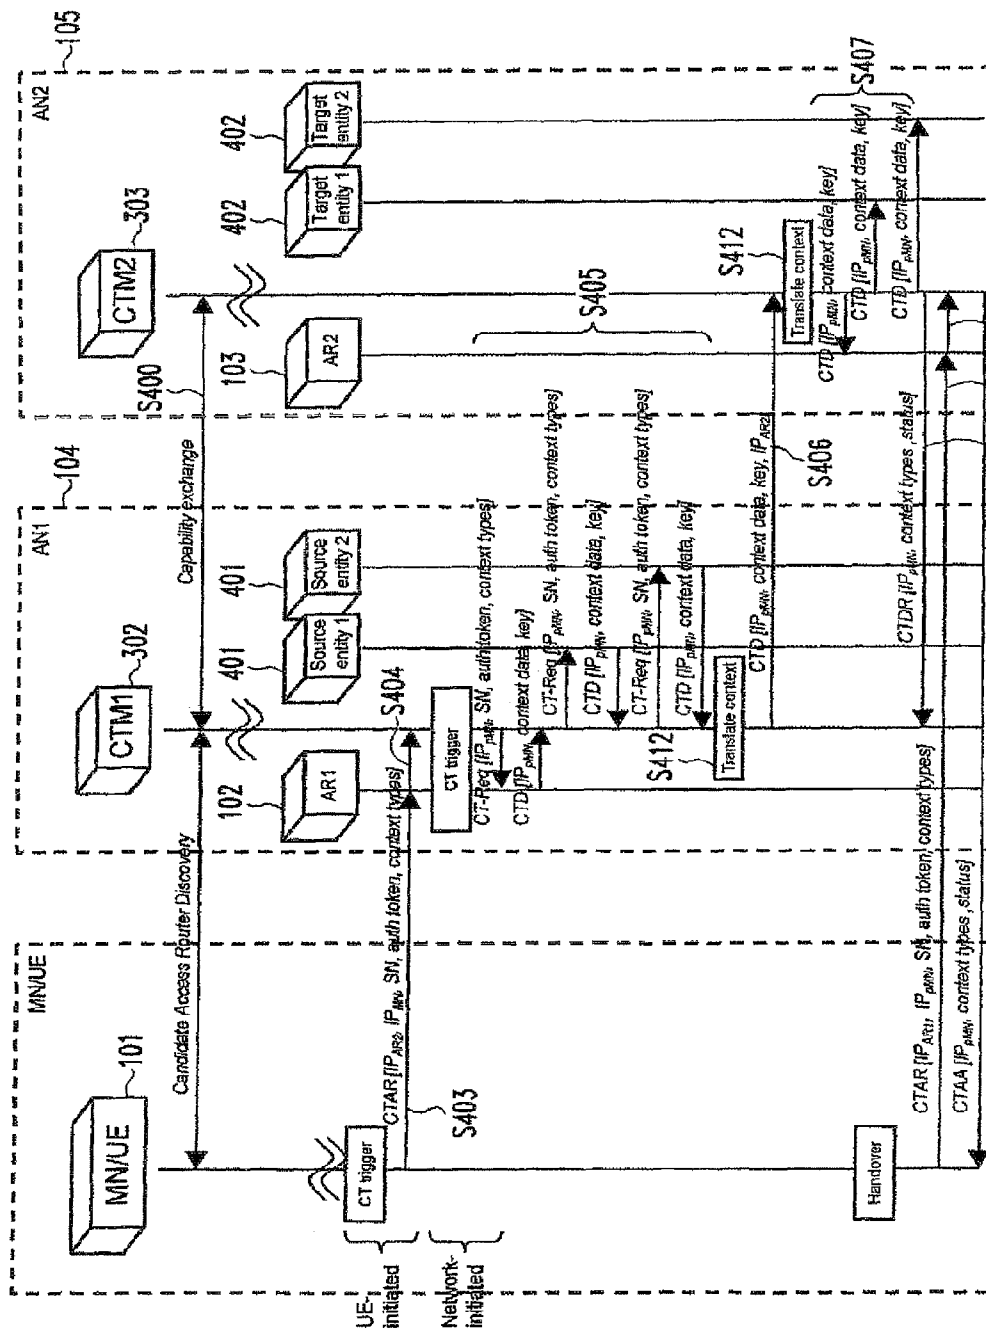 MN/UE
101
MN/UE
AN1
104
302
CTM1
AN2
105
303
CTM2
Candidate Access Router Discovery
Capability exchange
S400
102
AR1
401
Source entity 1
401
Source entity 2
103
AR2
402
Target entity 1
402
Target entity 2
UE-initiated
CT trigger
CTAR [IP_AR2, IP_MN, SN, auth token, context types]
S403
S404
Network-initiated
CT trigger
CT-Req [IP_pMN, SN, auth token, context types]
CTD [IP_pMN, context data, key]
CT-Req [IP_pMN, SN, auth token, context types]
CTD [IP_pMN, context data, key]
CT-Req [IP_pMN, SN, auth token, context types]
CTD [IP_pMN, context data, key]
S405
S412
Translate context
CTD [IP_pMN, context data, key, IP_AR2]
S406
S412
Translate context
CTD [IP_pMN, context data, key]
CTD [IP_pMN, context data, key]
CTD [IP_pMN, context data, key]
S407
Handover
CTDR [IP_pMN, context types, status]
CTAR [IP_AR1, IP_pMN, SN, auth token, context types]
CTAA [IP_pMN, context types, status]